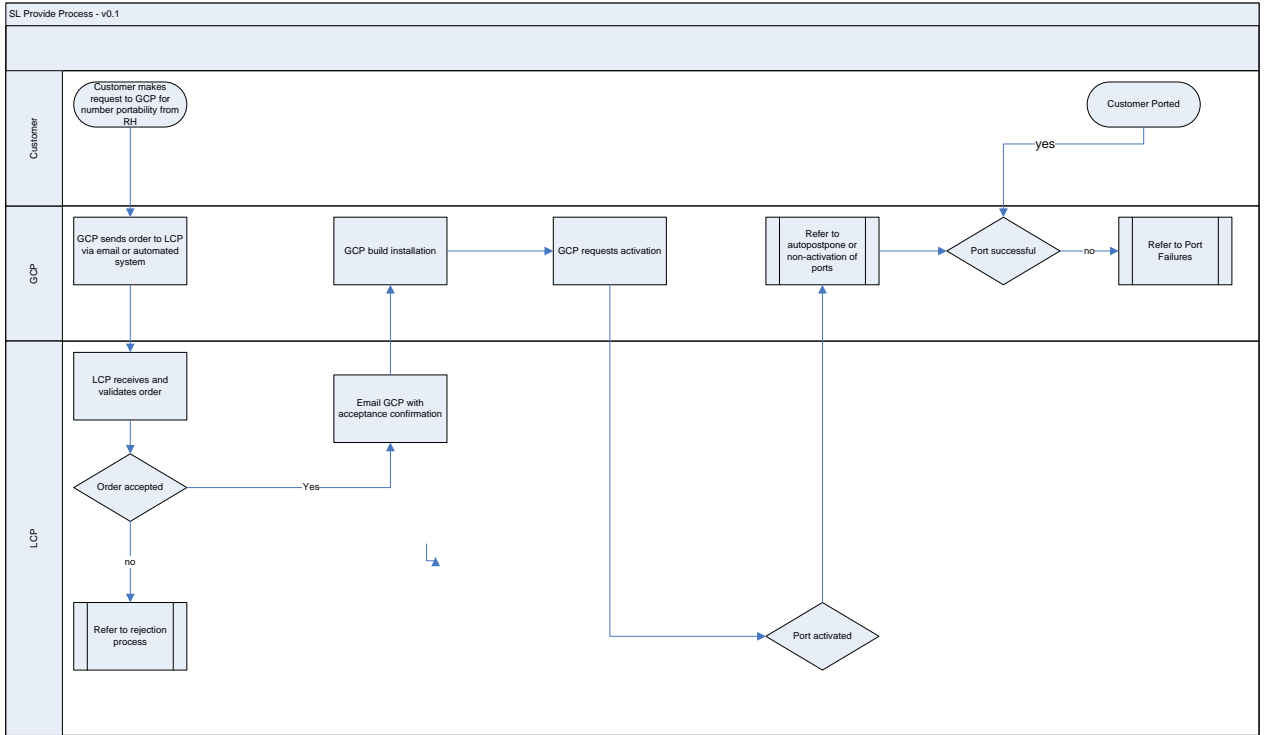 SL Provide Process - v0.1
Customer
Customer makes
request to GCP for
number portability from
RH
Customer Ported
yes
GCP
GCP sends order to LCP
via email or automated
system
GCP build installation
GCP requests activation
Refer to
autopostpone or
non-activation of
ports
Port successful
no
Refer to Port
Failures
LCP
LCP receives and
validates order
Email GCP with
acceptance confirmation
Order accepted
Yes
no
Refer to rejection
process
Port activated